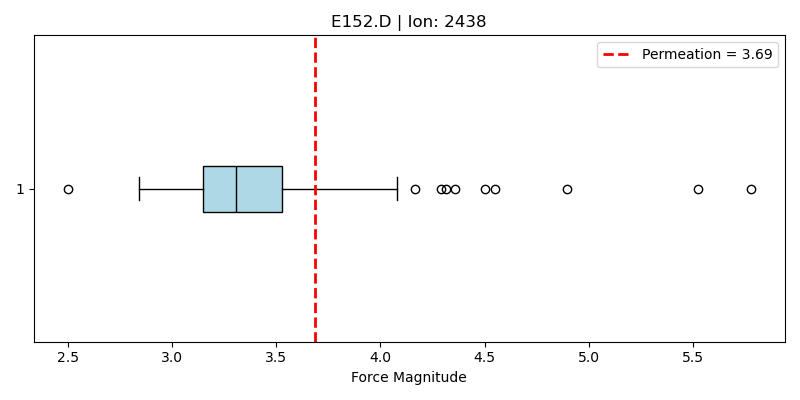 E152.D | Ion: 2438
Permeation = 3.69
1
2.5 3.0 3.5 4.0 4.5 5.0 5.5
Force Magnitude